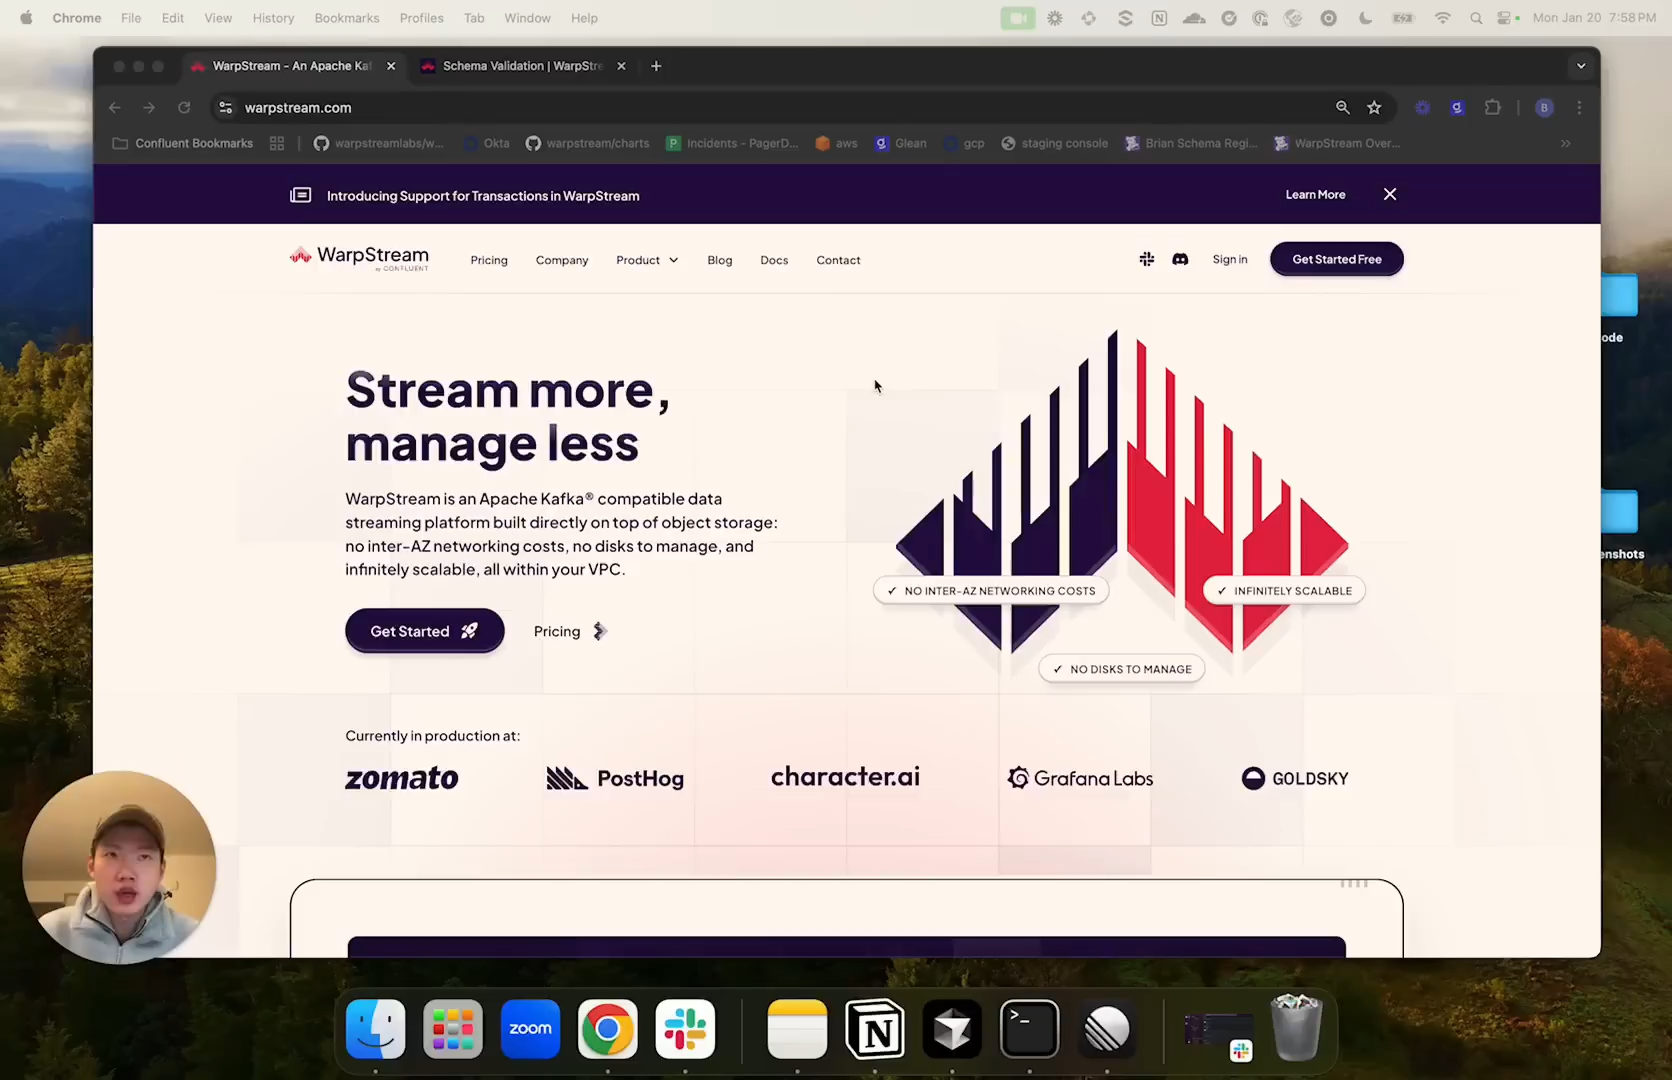 Chrome File Edit View History Bookmarks Profiles Tab Window Help
Mon Jan 20 7:58 PM
WarpStream - An Apache Ka
Schema Validation | WarpStre
warpstream.com
Confluent Bookmarks
warpstreamlabs/w...
Okta
warpstream/charts
Incidents - PagerD...
aws
Glean
gcp
staging console
Brian Schema Regi...
WarpStream Over...
B
Introducing Support for Transactions in WarpStream
Learn More
WarpStream
by CONFLUENT
Pricing
Company
Product
Blog
Docs
Contact
Sign in
Get Started Free
Stream more,
manage less
WarpStream is an Apache Kafka® compatible data
streaming platform built directly on top of object storage:
no inter-AZ networking costs, no disks to manage, and
infinitely scalable, all within your VPC.
Get Started
Pricing
✓ NO INTER-AZ NETWORKING COSTS
✓ INFINITELY SCALABLE
✓ NO DISKS TO MANAGE
Currently in production at:
zomato
PostHog
character.ai
Grafana Labs
GOLDSKY
ode
enshots
zoom